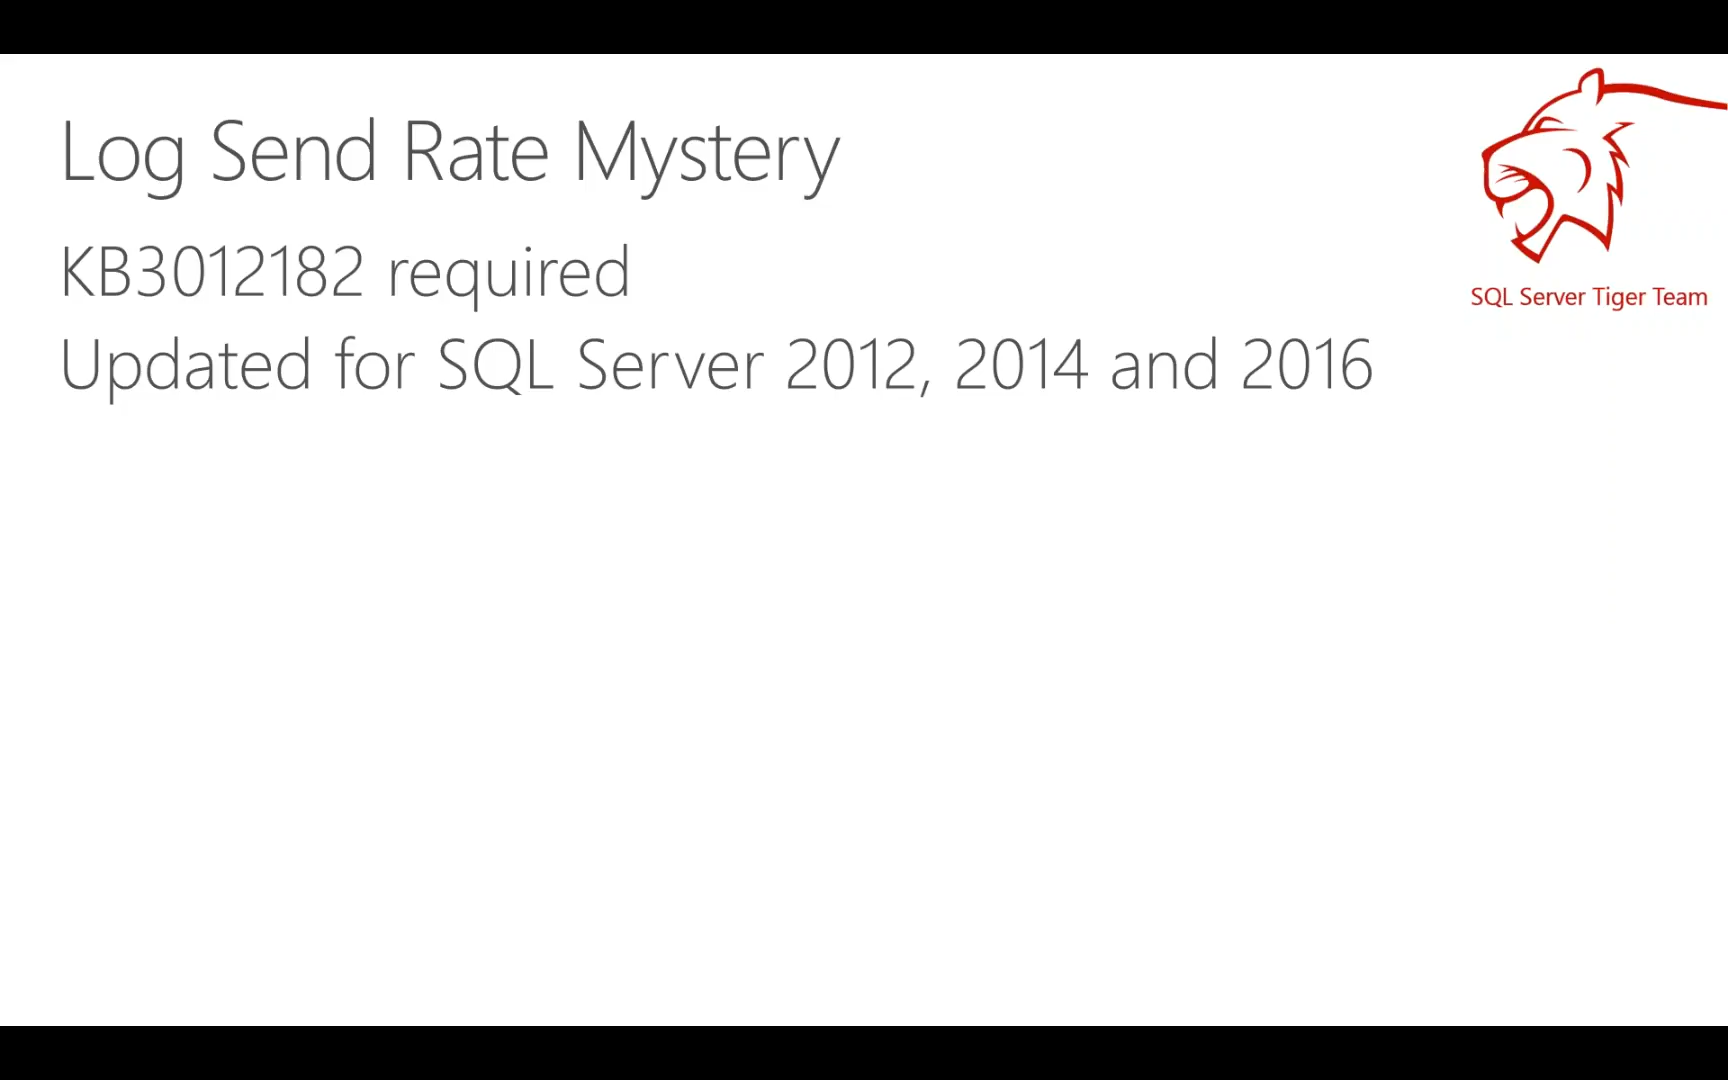 Log Send Rate Mystery
KB3012182 required
Updated for SQL Server 2012, 2014 and 2016
SQL Server Tiger Team